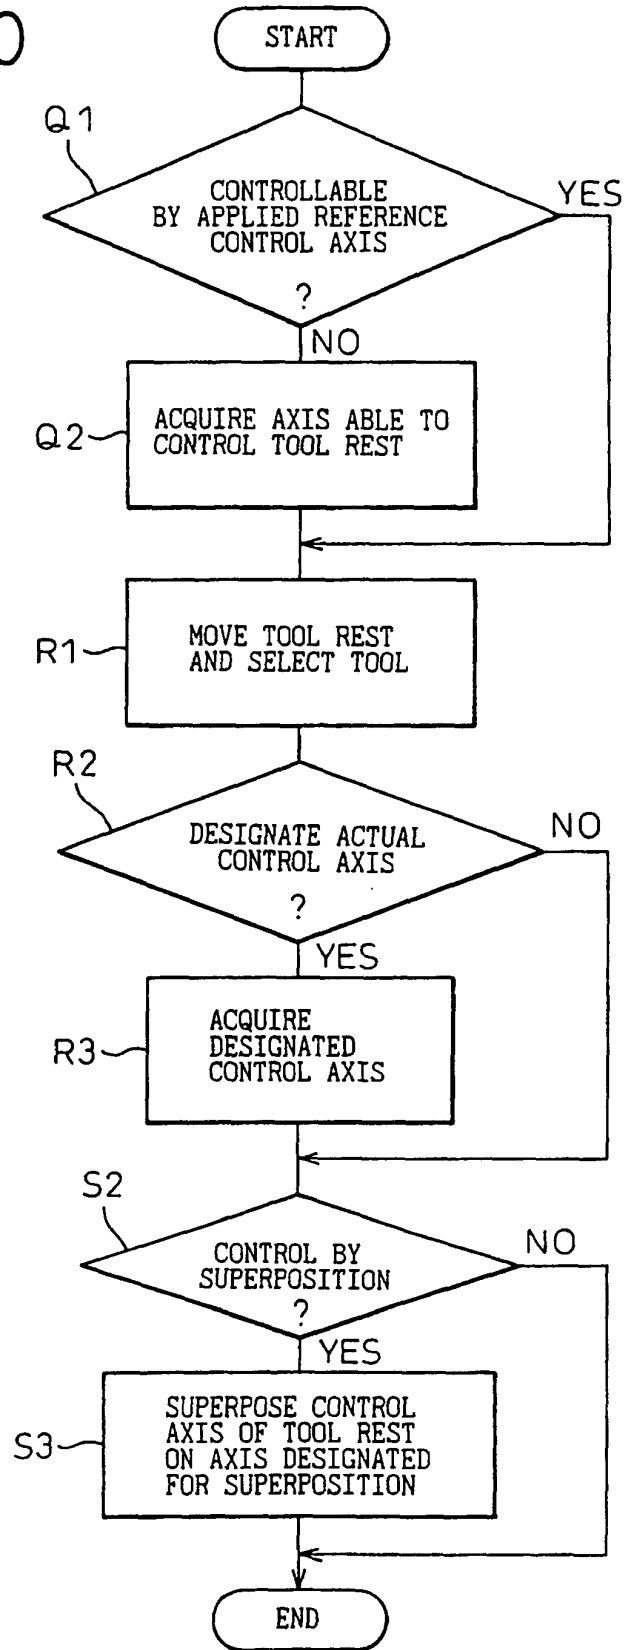 START
Q1
CONTROLLABLE
BY APPLIED REFERENCE
CONTROL AXIS
?
YES
NO
Q2
ACQUIRE AXIS ABLE TO
CONTROL TOOL REST
R1
MOVE TOOL REST
AND SELECT TOOL
R2
DESIGNATE ACTUAL
CONTROL AXIS
?
NO
YES
R3
ACQUIRE
DESIGNATED
CONTROL AXIS
S2
CONTROL BY
SUPERPOSITION
?
NO
YES
S3
SUPERPOSE CONTROL
AXIS OF TOOL REST
ON AXIS DESIGNATED
FOR SUPERPOSITION
END